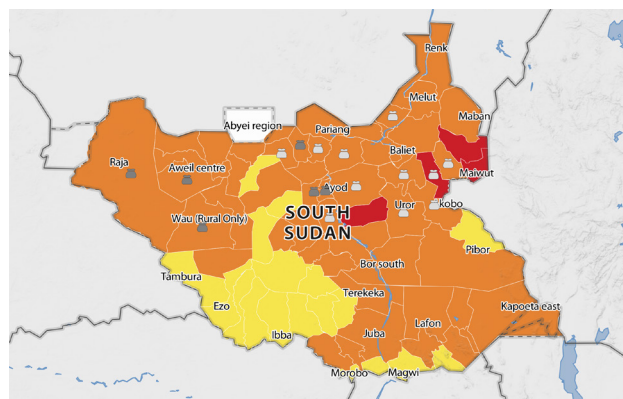 Renk
Melut
Maban
Abyei region
Pariang
Baliet
Raja
Aweil centre
Maiwut
Ayod
Uror
kobo
SOUTH
SUDAN
Wau (Rural Only)
Pibor
Bor south
Tambura
Ezo
Terekeka
Kapoeta east
Lafon
Juba
Ibba
Morobo
Magwi